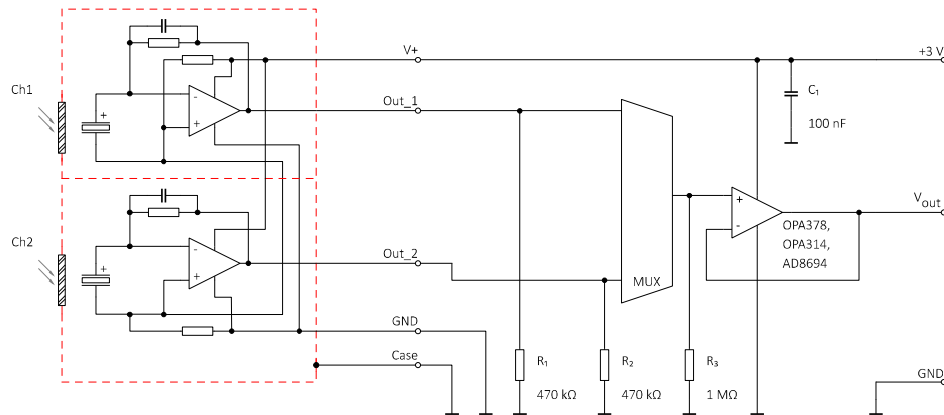 V+
+3 V
Ch1
+
-
+
Out_1
C₁
100 nF
Ch2
+
-
+
Out_2
MUX
+
-
V_out
OPA378,
OPA314,
AD8694
GND
Case
R₁
470 kΩ
R₂
470 kΩ
R₃
1 MΩ
GND